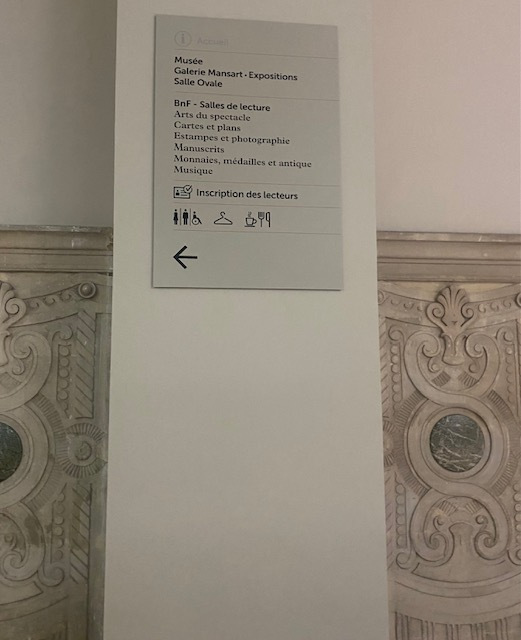 i Accueil
Musée
Galerie Mansart • Expositions
Salle Ovale
BnF - Salles de lecture
Arts du spectacle
Cartes et plans
Estampes et photographie
Manuscrits
Monnaies, médailles et antique
Musique
Inscription des lecteurs